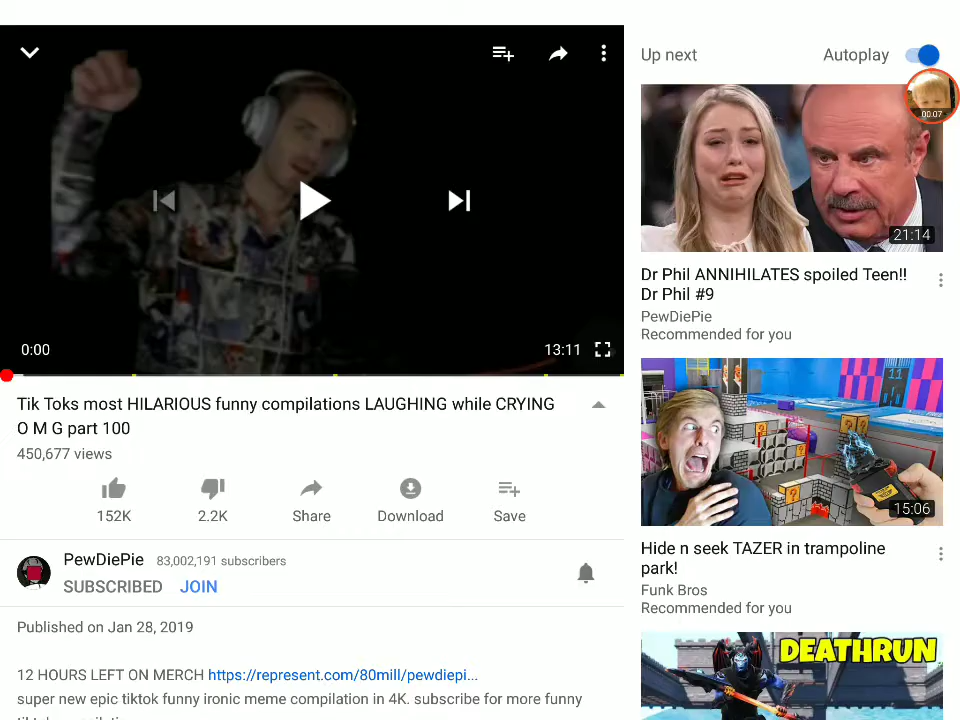 Up next Autoplay
00:07
21:14
0:00 13:11
Dr Phil ANNIHILATES spoiled Teen!!
Dr Phil #9
PewDiePie
Recommended for you
Tik Toks most HILARIOUS funny compilations LAUGHING while CRYING
O M G part 100
450,677 views
152K 2.2K Share Download Save
PewDiePie 83,002,191 subscribers
SUBSCRIBED JOIN
Published on Jan 28, 2019
12 HOURS LEFT ON MERCH https://represent.com/80mill/pewdiepi...
super new epic tiktok funny ironic meme compilation in 4K. subscribe for more funny
15:06
Hide n seek TAZER in trampoline
park!
Funk Bros
Recommended for you
DEATHRUN